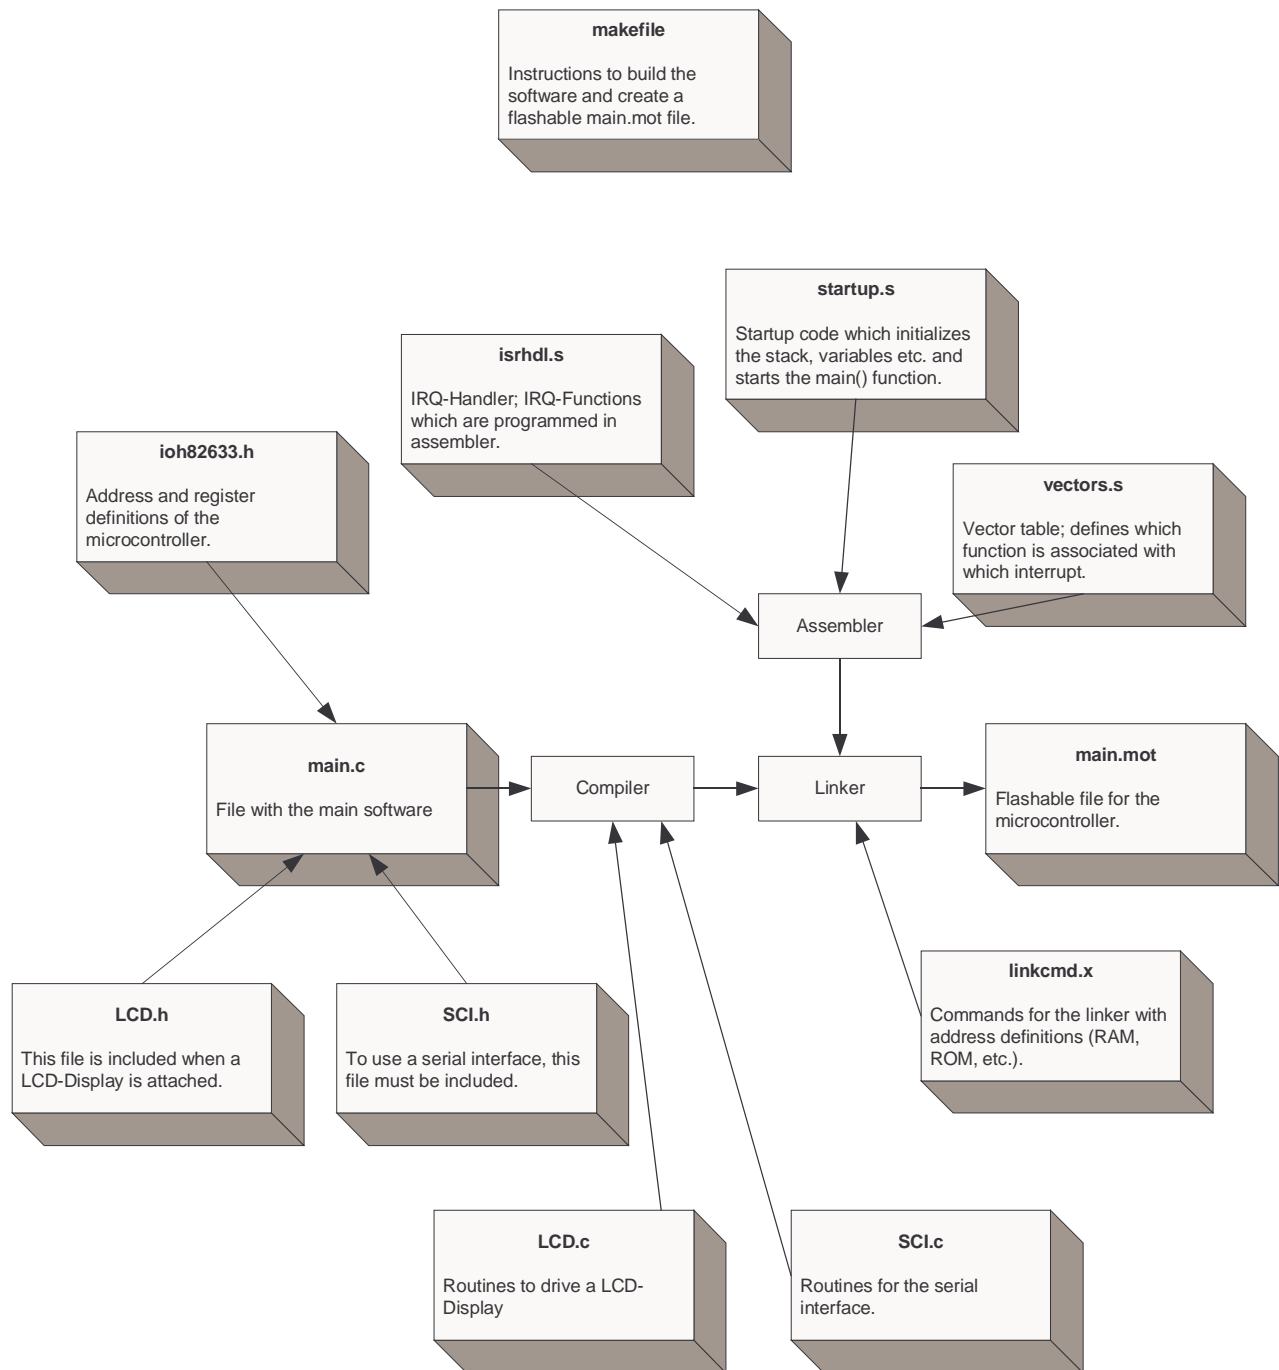 makefile
Instructions to build the
software and create a
flashable main.mot file.
startup.s
Startup code which initializes
the stack, variables etc. and
starts the main() function.
isrhdl.s
IRQ-Handler; IRQ-Functions
which are programmed in
assembler.
ioh82633.h
Address and register
definitions of the
microcontroller.
vectors.s
Vector table; defines which
function is associated with
which interrupt.
Assembler
main.c
File with the main software
Compiler
Linker
main.mot
Flashable file for the
microcontroller.
LCD.h
This file is included when a
LCD-Display is attached.
SCI.h
To use a serial interface, this
file must be included.
linkcmd.x
Commands for the linker with
address definitions (RAM,
ROM, etc.).
LCD.c
Routines to drive a LCD-
Display
SCI.c
Routines for the serial
interface.